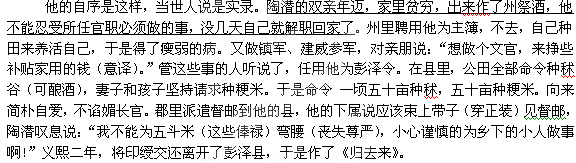 他的自序是这样，当世人说是实录。陶潜的双亲年迈，家里贫穷，出来作了州祭酒，他
不能忍受所任官职必须做的事，没几天自己就解职回家了。州里聘用他为主簿，不去，自己种
田来养活自己，于是得了瘦弱的病。又做镇军、建威参军，对亲朋说：“想做个文官，来挣些
补贴家用的钱（意译）。”管这些事的人听说了，任用他为彭泽令。在县里，公田全部命令种秫
谷（可酿酒），妻子和孩子坚持请求种粳米。于是命令 一顷五十亩种秫，五十亩种粳米。向来
简朴自爱，不谄媚长官。郡里派遣督邮到他的县，他的下属说应该束上带子（穿正装）见督邮，
陶潜叹息说：“我不能为五斗米（这些俸禄）弯腰（丧失尊严），小心谨慎的为乡下的小人做事
啊!”义熙二年，将印绶交还离开了彭泽县，于是作了《归去来》。